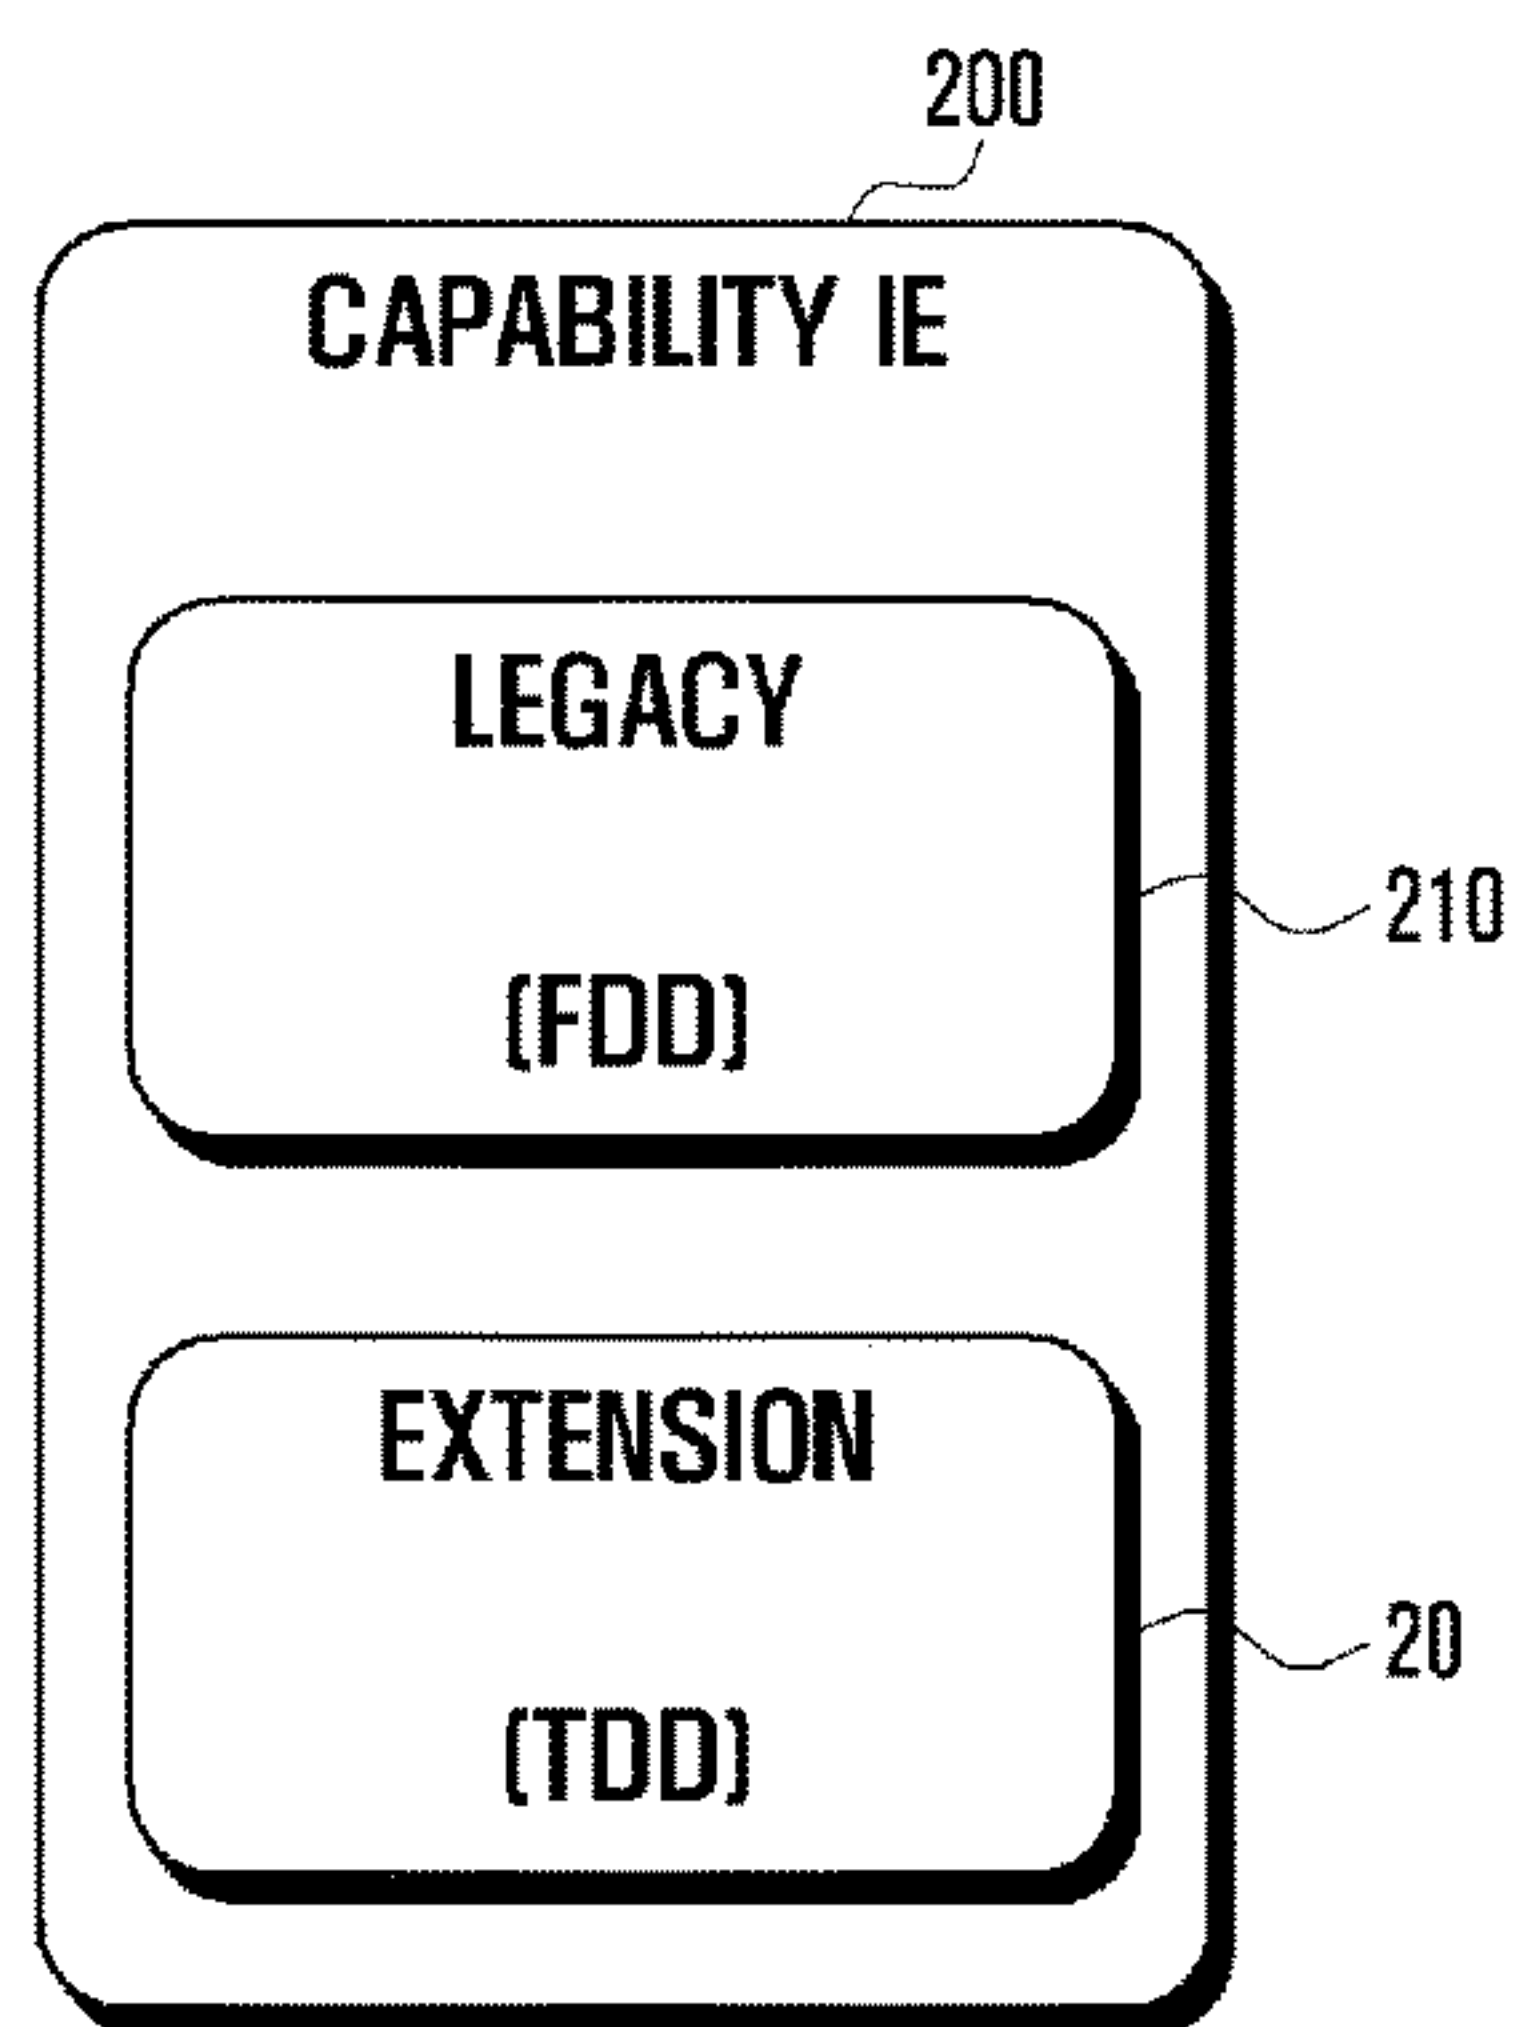 200
CAPABILITY IE
LEGACY
210
(FDD)
EXTENSION
20
(TDD)